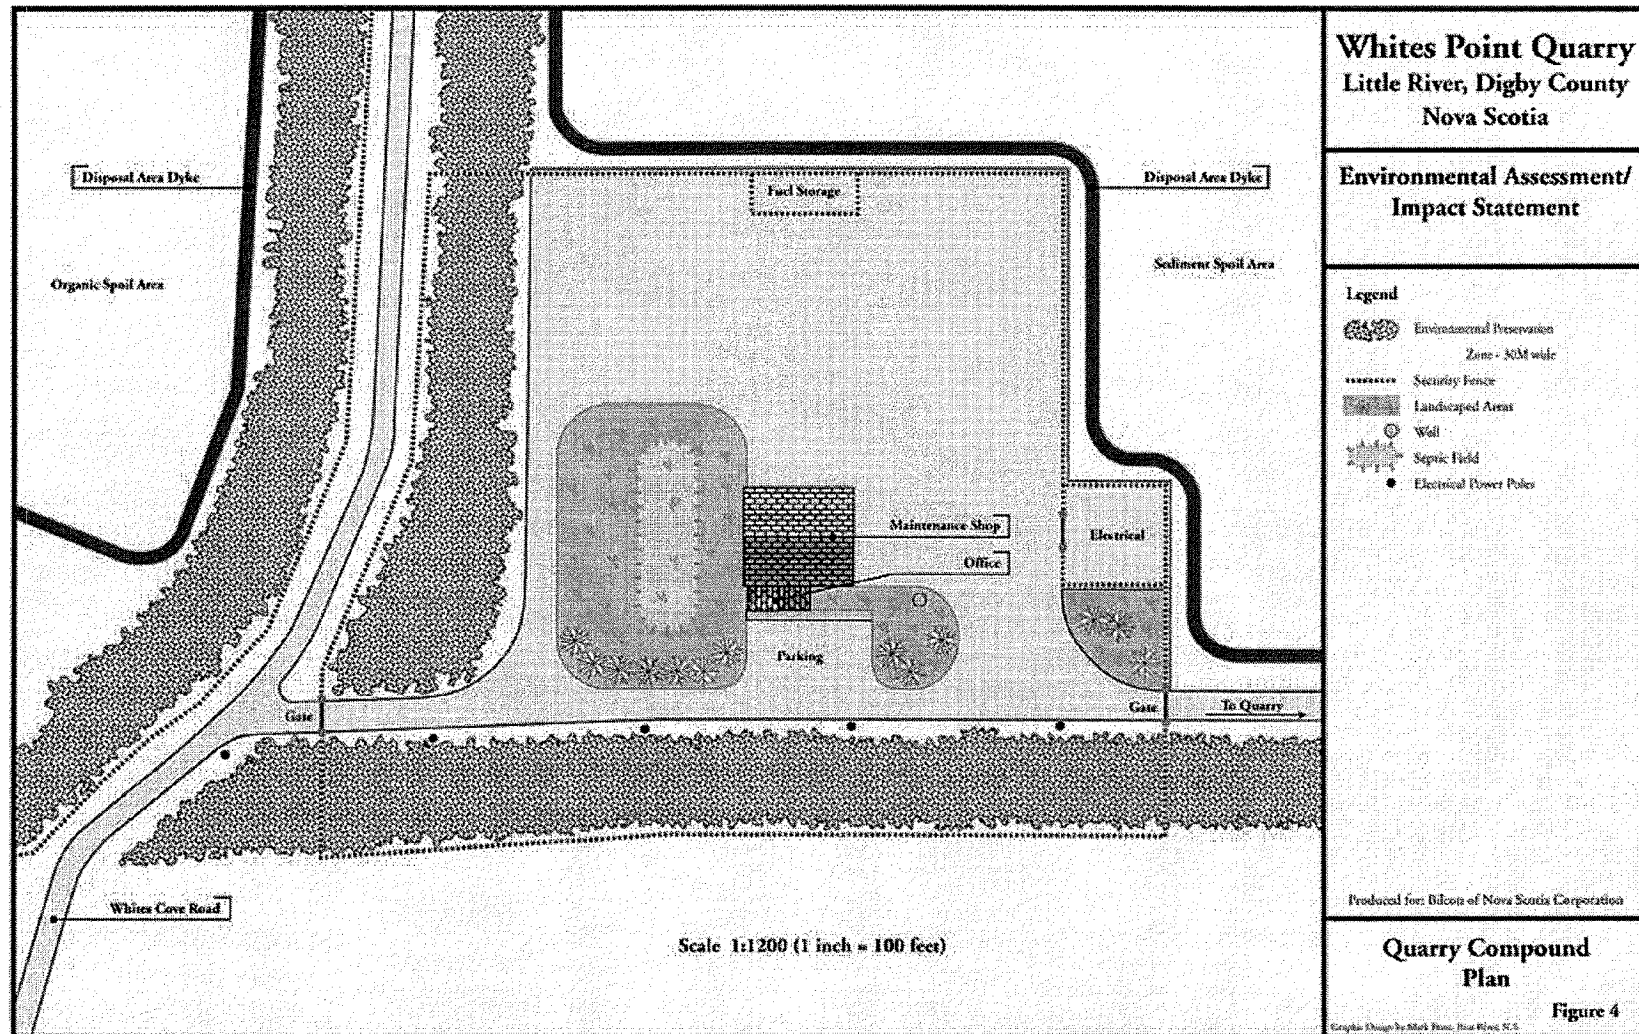 Whites Point Quarry
Little River, Digby County
Nova Scotia
Environmental Assessment/
Impact Statement
Legend
Environmental Preservation
Zone - 30M wide
Security Fence
Landscaped Areas
Well
Septic Field
Electrical Power Poles
Produced for: Bilcon of Nova Scotia Corporation
Quarry Compound
Plan
Figure 4
Disposal Area Dyke
Fuel Storage
Disposal Area Dyke
Organic Spoil Area
Sediment Spoil Area
Maintenance Shop
Electrical
Office
Parking
Gate
Gate
To Quarry
Whites Cove Road
Scale 1:1200 (1 inch = 100 feet)
Graphic Design by